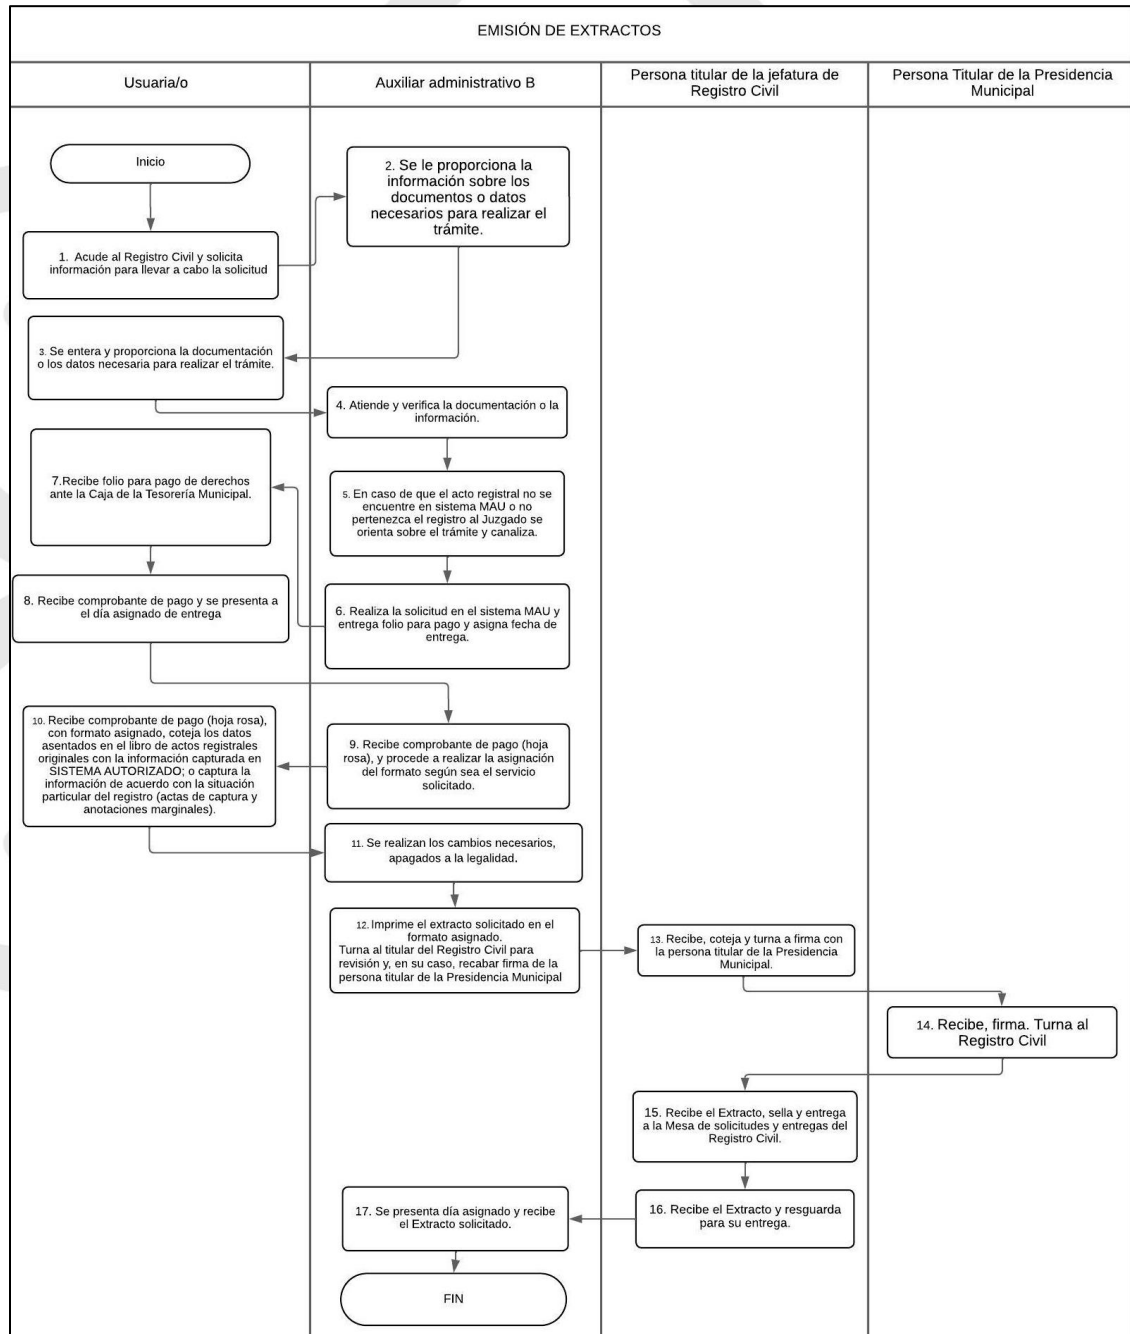 EMISIÓN DE EXTRACTOS
Usuaria/o
Auxiliar administrativo B
Persona titular de la jefatura de
Registro Civil
Persona Titular de la Presidencia
Municipal
Inicio
1. Acude al Registro Civil y solicita
información para llevar a cabo la solicitud
2. Se le proporciona la
información sobre los
documentos o datos
necesarios para realizar el
trámite.
3. Se entera y proporciona la documentación
o los datos necesaria para realizar el trámite.
4. Atiende y verifica la documentación o la
información.
5. En caso de que el acto registral no se
encuentre en sistema MAU o no
pertenezca el registro al Juzgado se
orienta sobre el trámite y canaliza.
6. Realiza la solicitud en el sistema MAU y
entrega folio para pago y asigna fecha de
entrega.
7.Recibe folio para pago de derechos
ante la Caja de la Tesorería Municipal.
8. Recibe comprobante de pago y se presenta a
el día asignado de entrega
9. Recibe comprobante de pago (hoja
rosa), y procede a realizar la asignación
del formato según sea el servicio
solicitado.
10. Recibe comprobante de pago (hoja rosa),
con formato asignado, coteja los datos
asentados en el libro de actos registrales
originales con la información capturada en
SISTEMA AUTORIZADO; o captura la
información de acuerdo con la situación
particular del registro (actas de captura y
anotaciones marginales).
11. Se realizan los cambios necesarios,
apagados a la legalidad.
12. Imprime el extracto solicitado en el
formato asignado.
Turna al titular del Registro Civil para
revisión y, en su caso, recabar firma de la
persona titular de la Presidencia Municipal
13. Recibe, coteja y turna a firma con
la persona titular de la Presidencia
Municipal.
14. Recibe, firma. Turna al
Registro Civil
15. Recibe el Extracto, sella y entrega
a la Mesa de solicitudes y entregas del
Registro Civil.
16. Recibe el Extracto y resguarda
para su entrega.
17. Se presenta día asignado y recibe
el Extracto solicitado.
FIN